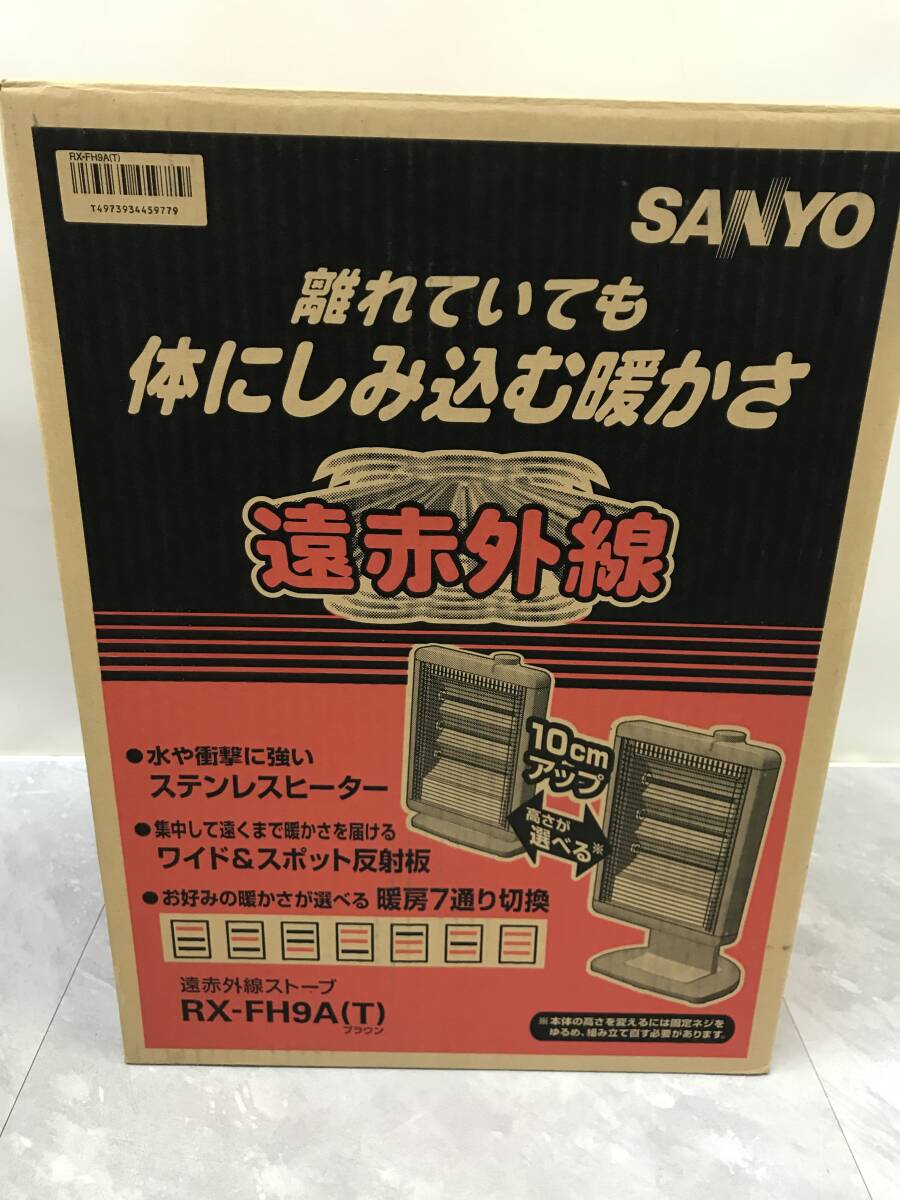 RX-FH9A(T)
T4973934459779
SANYO
離れていても
体にしみ込む暖かさ
遠赤外線
●水や衝撃に強い
ステンレスヒーター
●集中して遠くまで暖かさを届ける
ワイド&スポット反射板
●お好みの暖かさが選べる 暖房7通り切換
10cm
アップ
高さが
選べる※
遠赤外線ストーブ
RX-FH9A(T)
ブラウン
※本体の高さを変えるには固定ネジを
ゆるめ、組み立て直す必要があります。